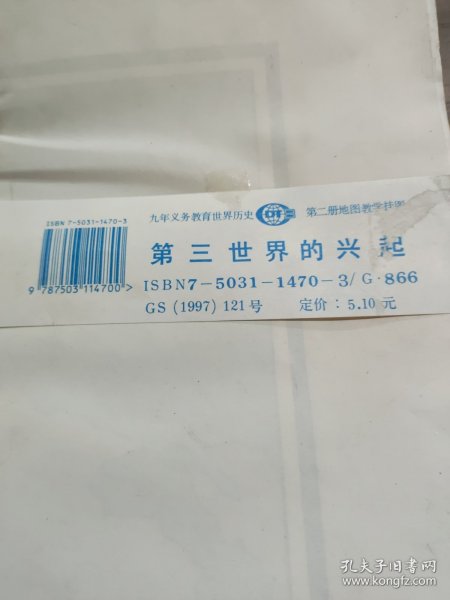 ISBN 7-5031-1470-3
九年义务教育世界历史 第二册地图教学挂图
第三世界的兴起
9 787503 114700 >
ISBN7-5031-1470-3/G·866
GS (1997) 121号 定价：5.10 元
孔夫子旧书网
www.kongfz.com